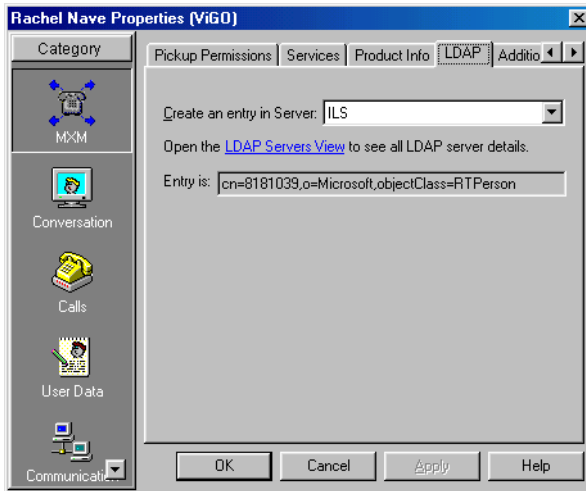 Rachel Nave Properties (ViGO)
Category
Pickup Permissions Services Product Info LDAP Additio
MXM
Create an entry in Server: ILS
Open the LDAP Servers View to see all LDAP server details.
Entry is: cn=8181039,o=Microsoft,objectClass=RTPerson
Conversation
Calls
User Data
Communication
OK Cancel Apply Help